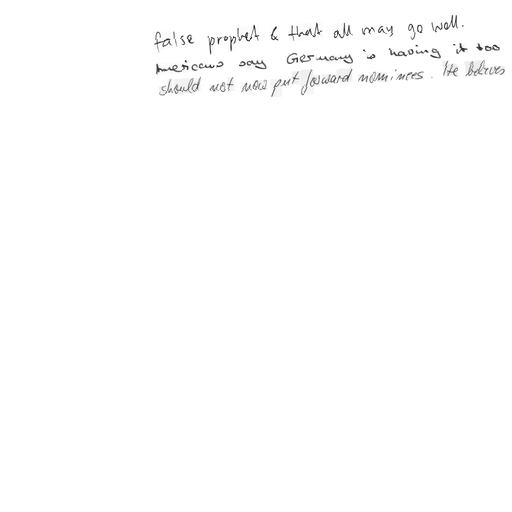 false prophet & that all may go well.
Americans say Germany is having it too
should not now put forward nominees. He believes